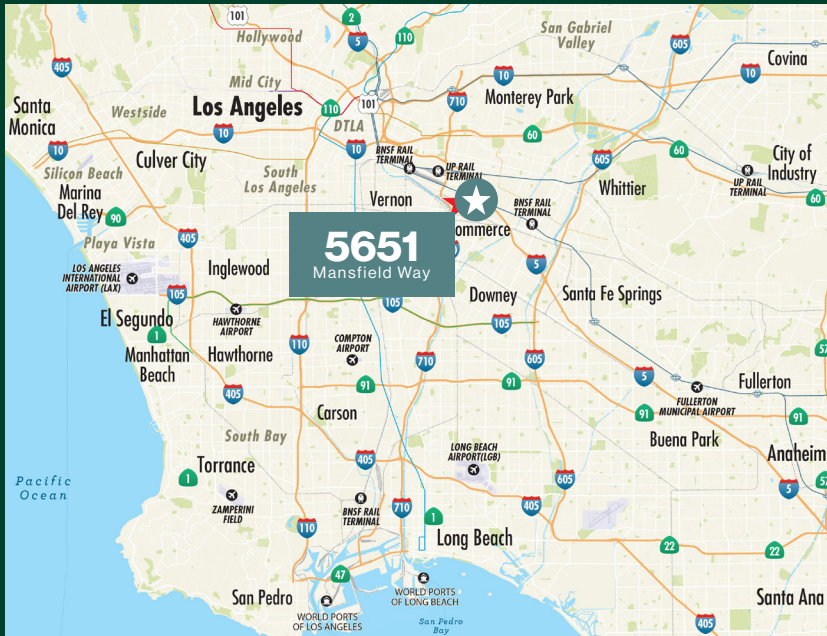 101
2
Hollywood
5
110
San Gabriel
Valley
605
Covina
405
Mid City
10
10
Santa
Monica
Westside
Los Angeles
110
101
710
Monterey Park
DTLA
10
10
10
60
60
605
BNSF RAIL
TERMINAL
UP RAIL
TERMINAL
City of
Industry
Culver City
Silicon Beach
South
Los Angeles
Whittier
UP RAIL
TERMINAL
60
Marina
Del Rey
90
Vernon
BNSF RAIL
TERMINAL
ommerce
Playa Vista
405
5651
Mansfield Way
5
LOS ANGELES
INTERNATIONAL
AIRPORT (LAX)
Inglewood
105
105
Downey
Santa Fe Springs
El Segundo
HAWTHORNE
AIRPORT
105
1
Manhattan
Beach
Hawthorne
110
COMPTON
AIRPORT
710
605
57
405
91
91
5
Fullerton
FULLERTON
MUNICIPAL AIRPORT
Carson
91
91
South Bay
Buena Park
LONG BEACH
AIRPORT(LGB)
405
Anaheim
Torrance
1
605
5
57
Pacific
Ocean
ZAMPERINI
FIELD
BNSF RAIL
TERMINAL
710
405
110
1
Long Beach
22
22
47
San Pedro
WORLD PORTS
OF LONG BEACH
WORLD PORTS
OF LOS ANGELES
San Pedro
Bay
Santa Ana
405